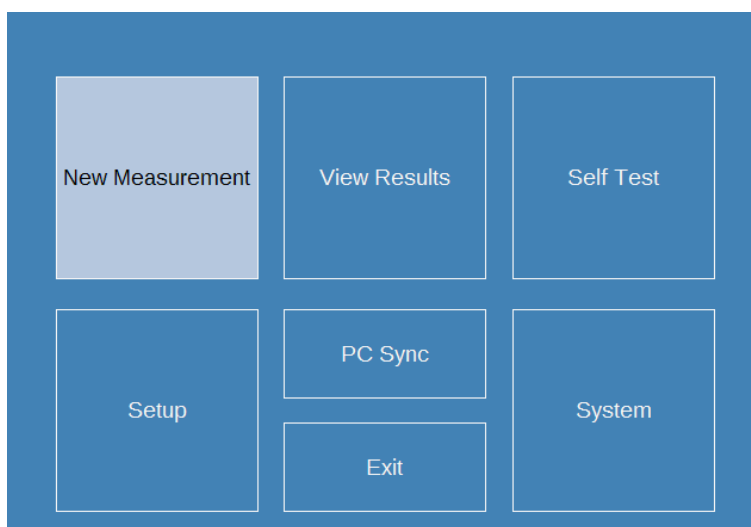 New Measurement
View Results
Self Test
Setup
PC Sync
System
Exit